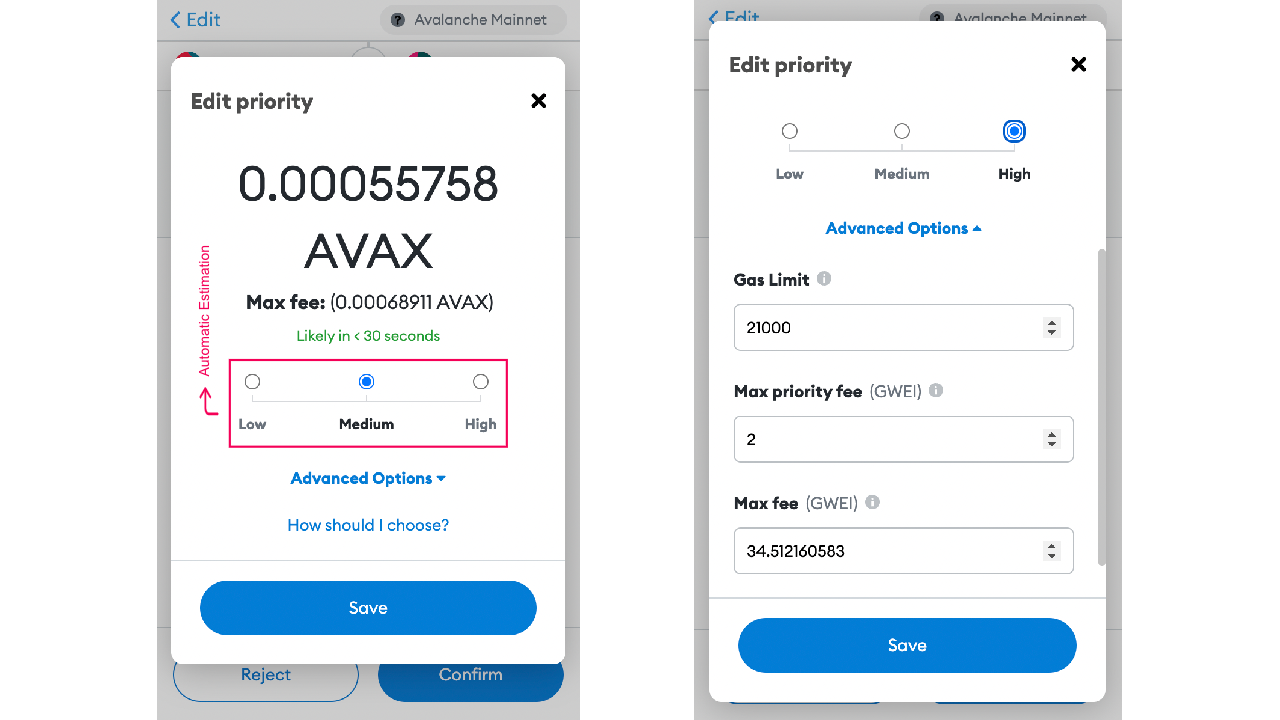 Edit
Avalanche Mainnet
Edit priority
0.00055758
AVAX
Max fee: (0.00068911 AVAX)
Likely in < 30 seconds
Automatic Estimation
Low Medium High
Advanced Options
How should I choose?
Save
Reject Confirm
Edit
Avalanche Mainnet
Edit priority
Low Medium High
Advanced Options
Gas Limit
21000
Max priority fee (GWEI)
2
Max fee (GWEI)
34.512160583
Save